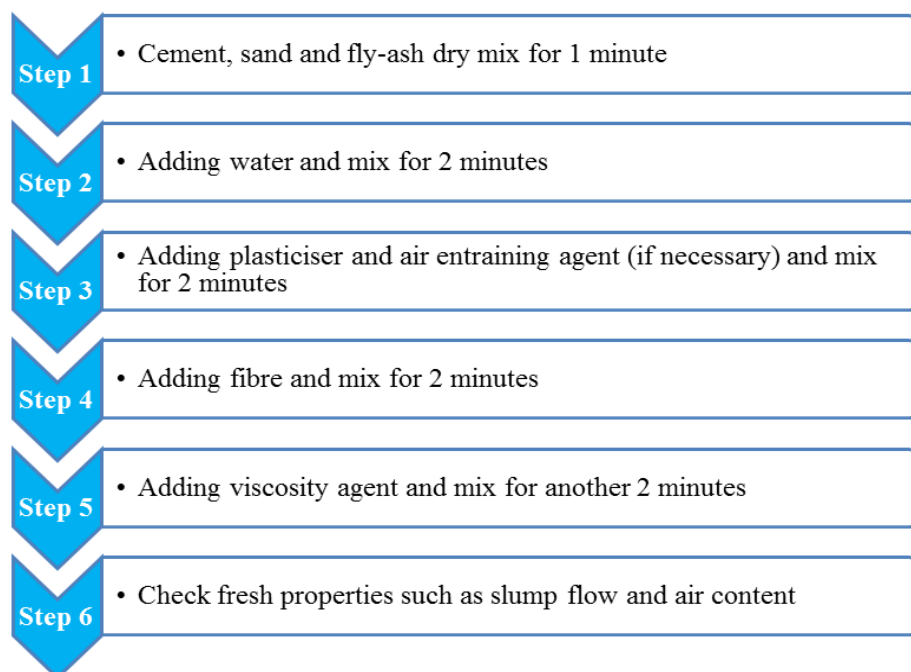 Step 1
• Cement, sand and fly-ash dry mix for 1 minute
Step 2
• Adding water and mix for 2 minutes
Step 3
• Adding plasticiser and air entraining agent (if necessary) and mix
for 2 minutes
Step 4
• Adding fibre and mix for 2 minutes
Step 5
• Adding viscosity agent and mix for another 2 minutes
Step 6
• Check fresh properties such as slump flow and air content